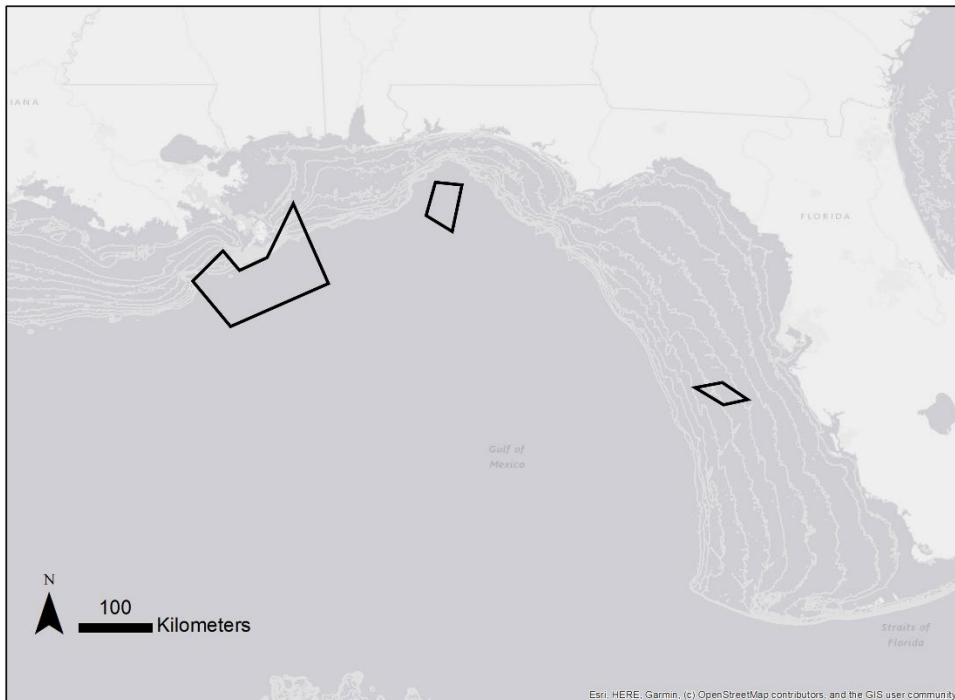 IANA
FLORIDA
Gulf of
Mexico
N
100
Kilometers
Straits of
Florida
Esri, HERE, Garmin, (c) OpenStreetMap contributors, and the GIS user community